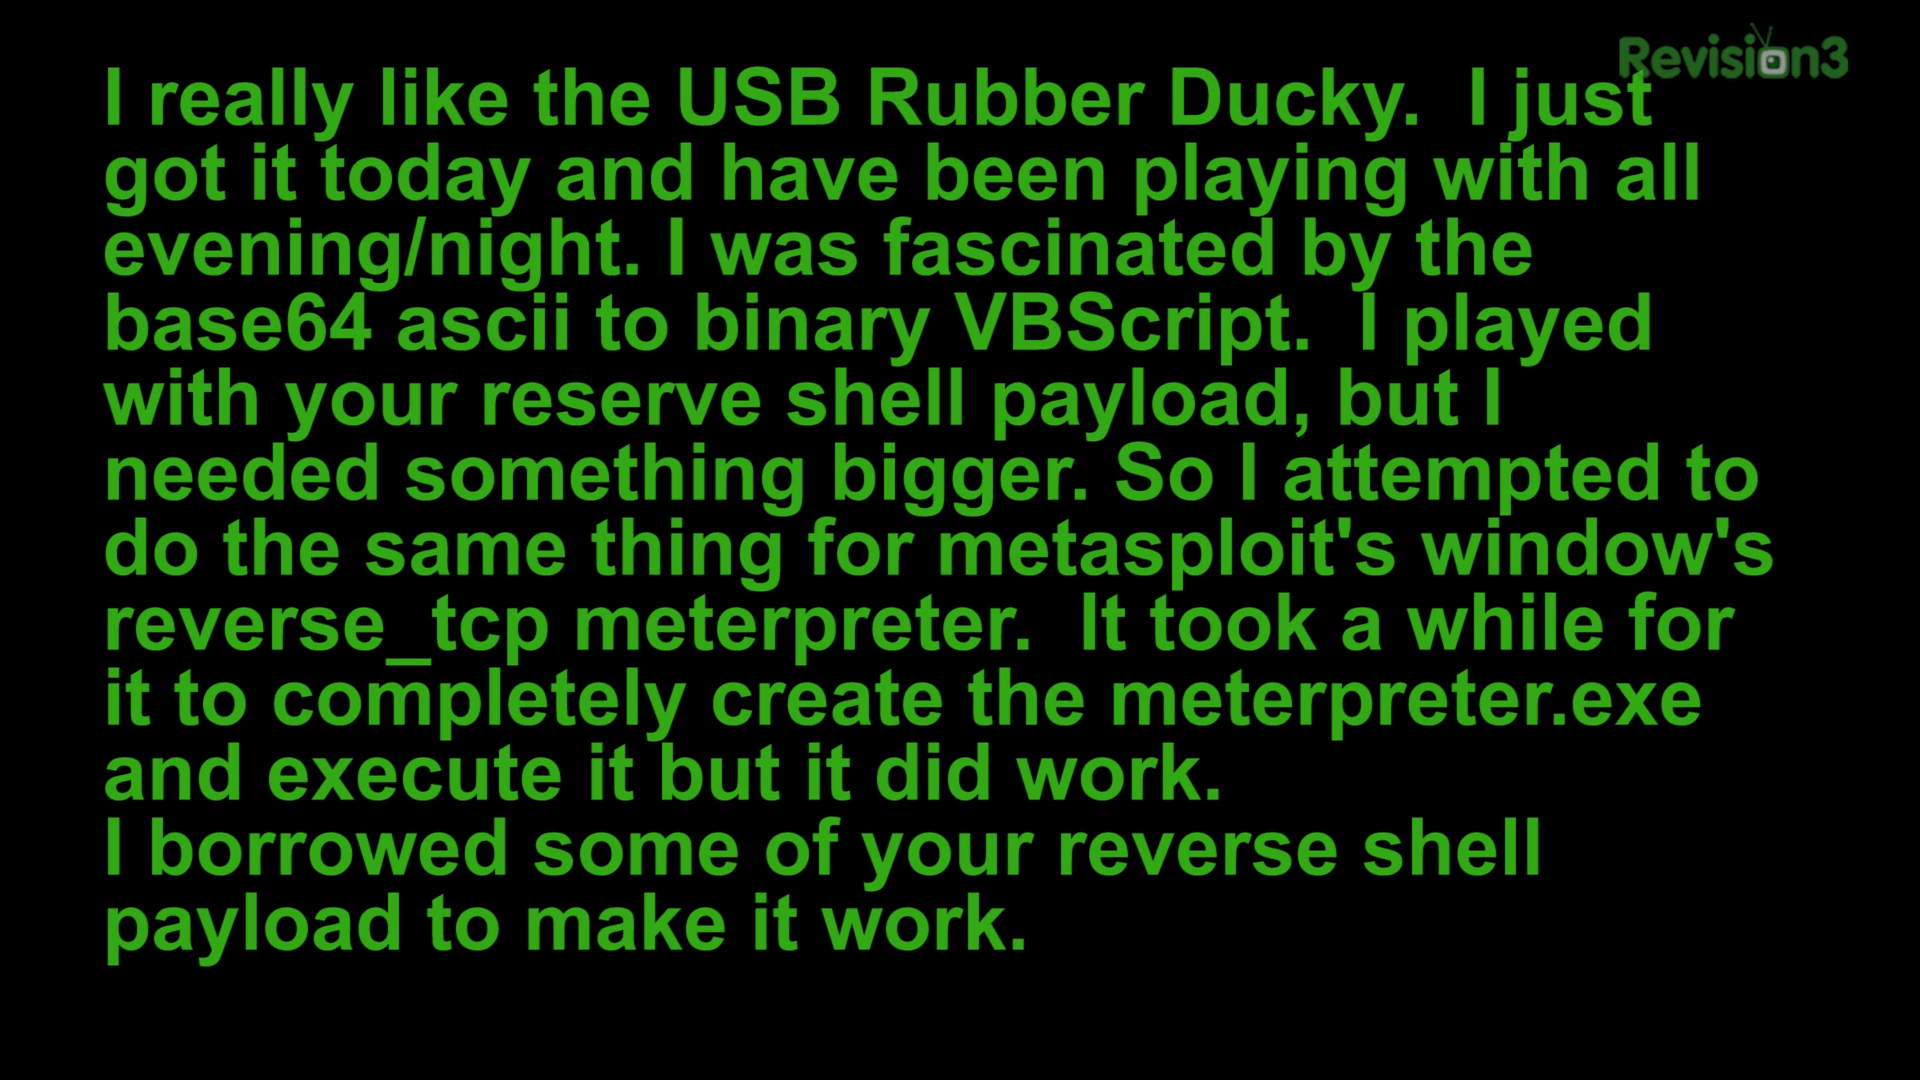 Revision3
I really like the USB Rubber Ducky.  I just
got it today and have been playing with all
evening/night. I was fascinated by the
base64 ascii to binary VBScript.  I played
with your reserve shell payload, but I
needed something bigger. So I attempted to
do the same thing for metasploit's window's
reverse_tcp meterpreter.  It took a while for
it to completely create the meterpreter.exe
and execute it but it did work.
I borrowed some of your reverse shell
payload to make it work.